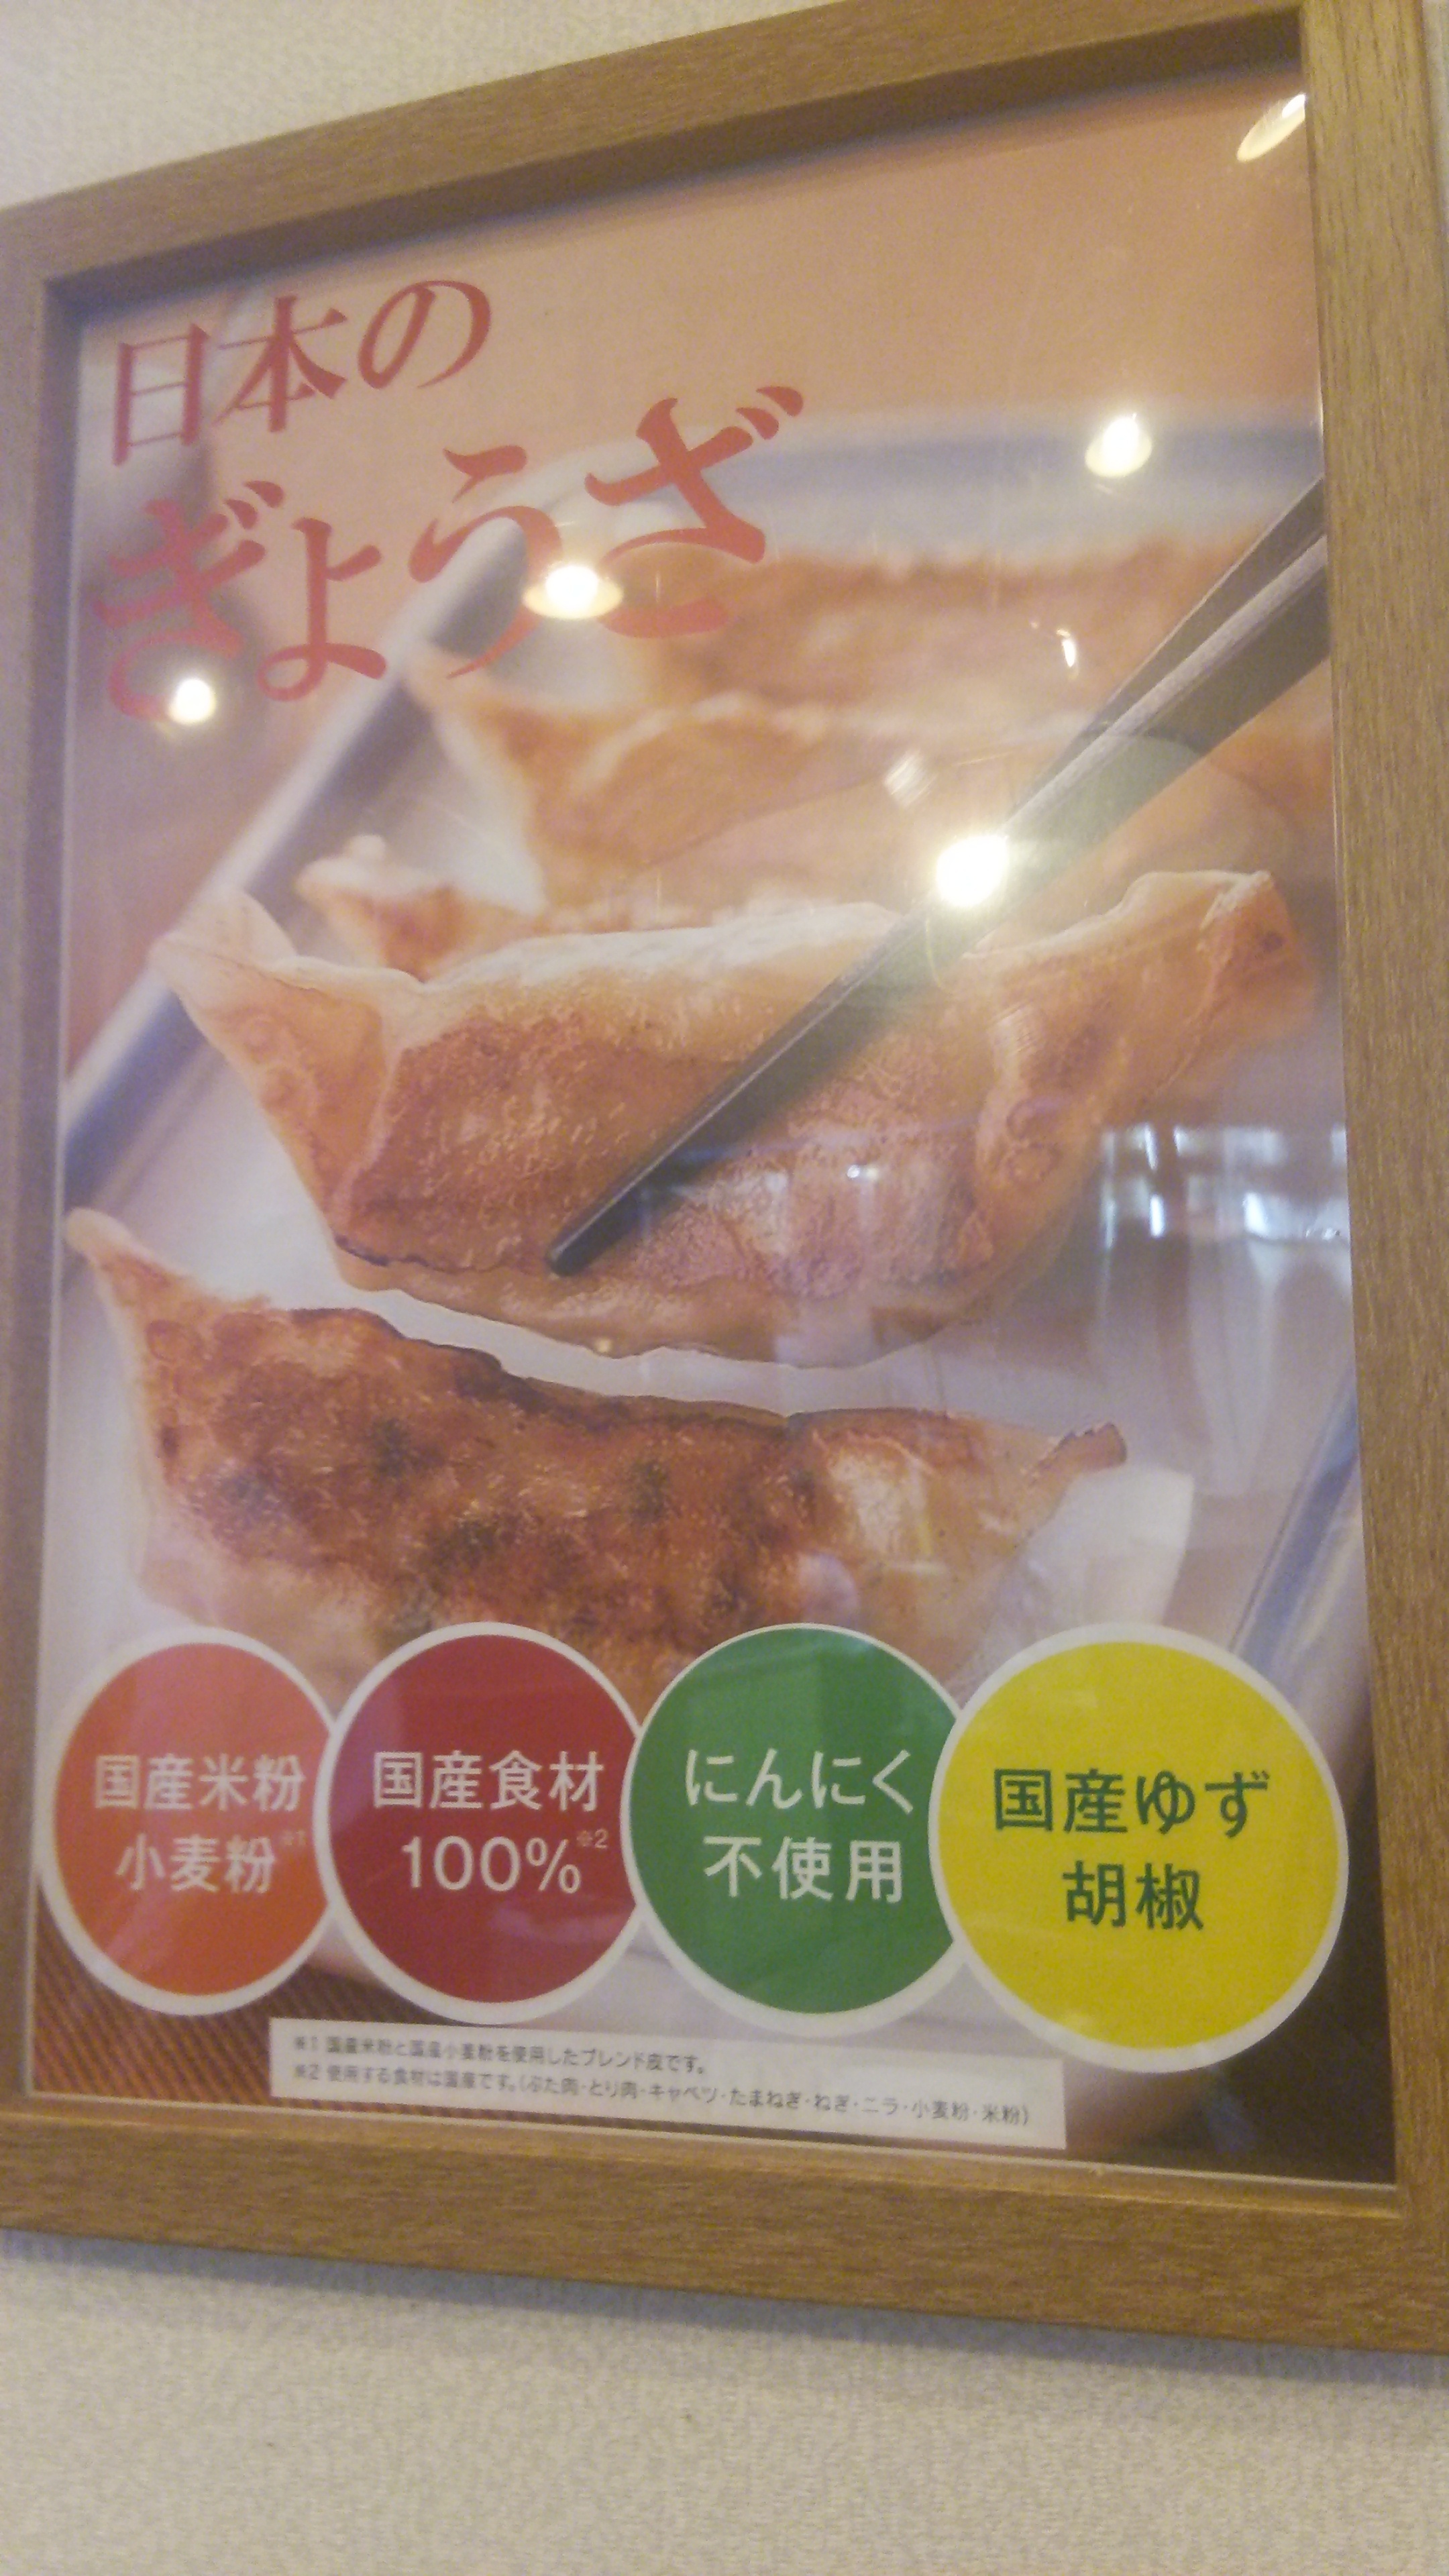 日本の
ぎょうざ
国産米粉
小麦粉※1
国産食材
100%※2
にんにく
不使用
国産ゆず
胡椒
※1 国産米粉と国産小麦粉を使用したブレンド皮です。
※2 使用する食材は国産です。(ぶた肉・とり肉・キャベツ・たまねぎ・ねぎ・ニラ・小麦粉・米粉)